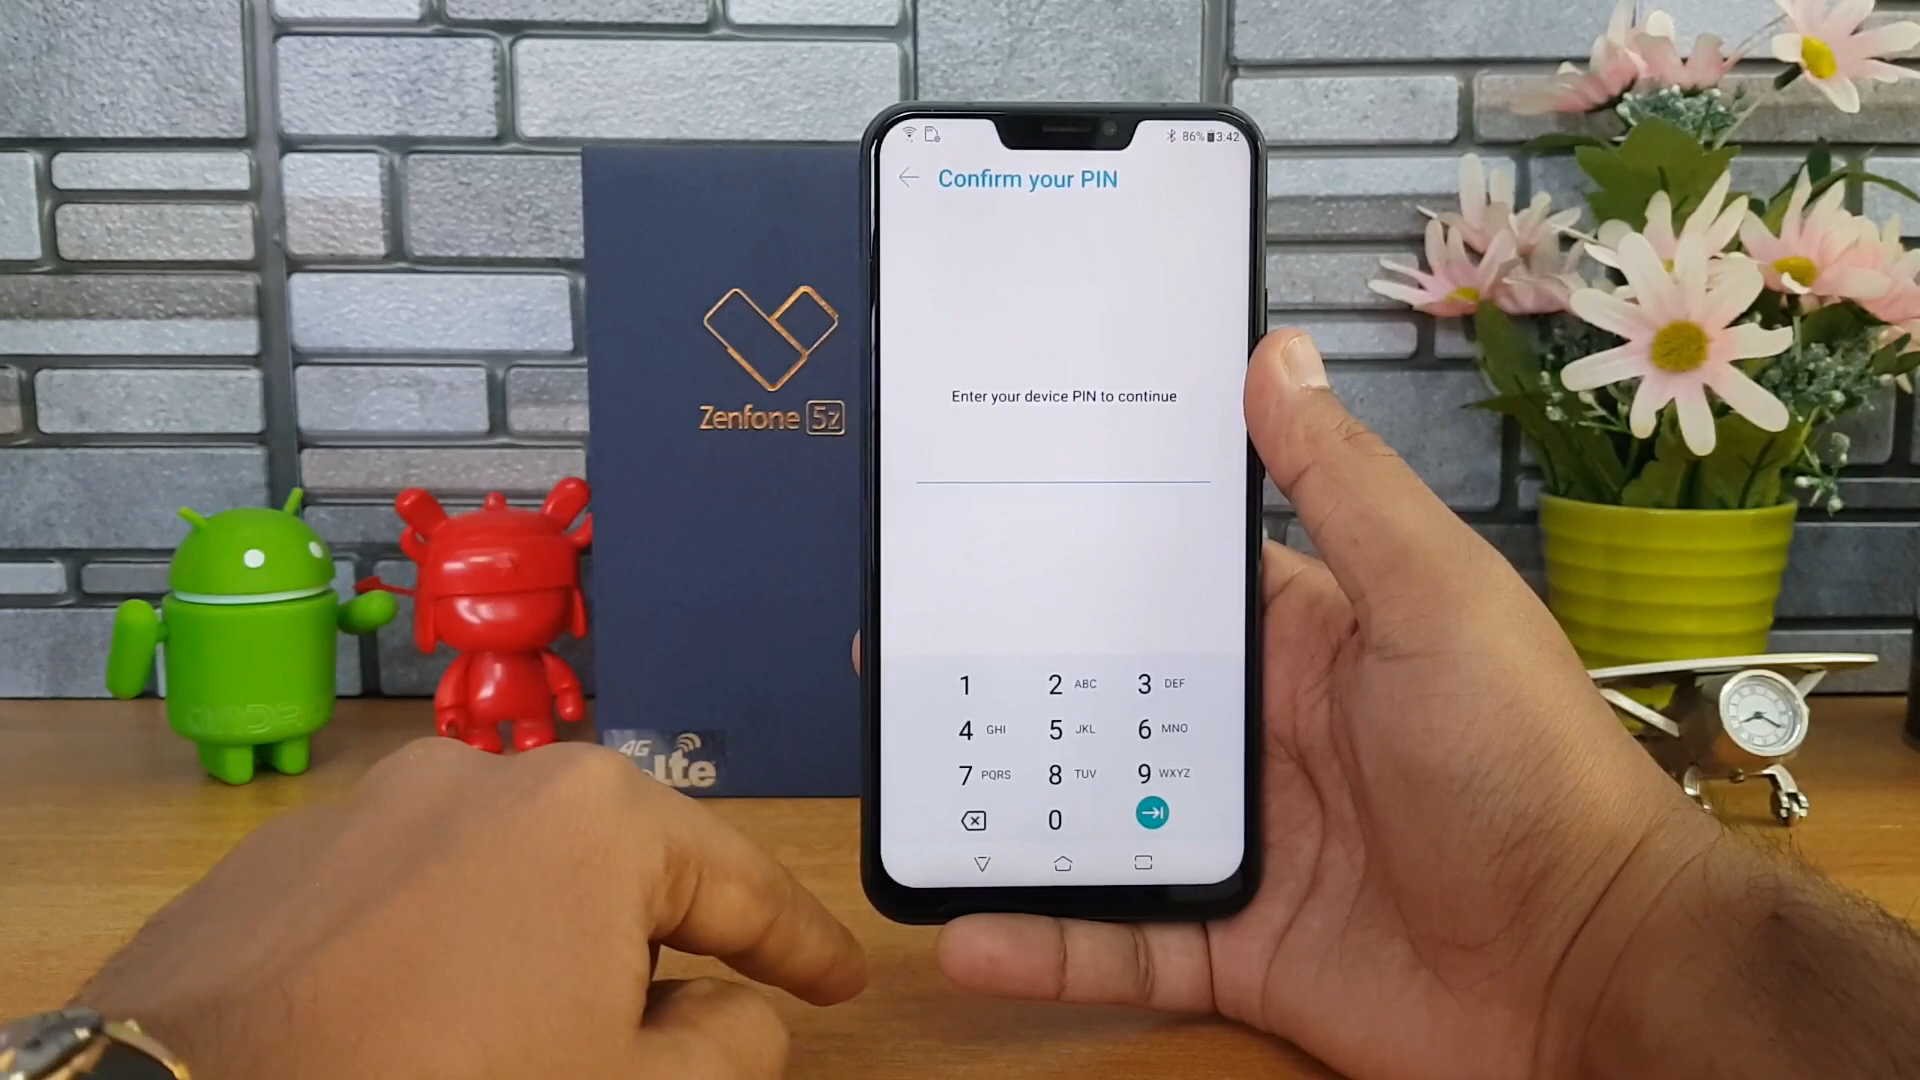 86% 3:42
Confirm your PIN
Enter your device PIN to continue
1 2 ABC 3 DEF
4 GHI 5 JKL 6 MNO
7 PQRS 8 TUV 9 WXYZ
0
Zenfone 5z
4G
lte